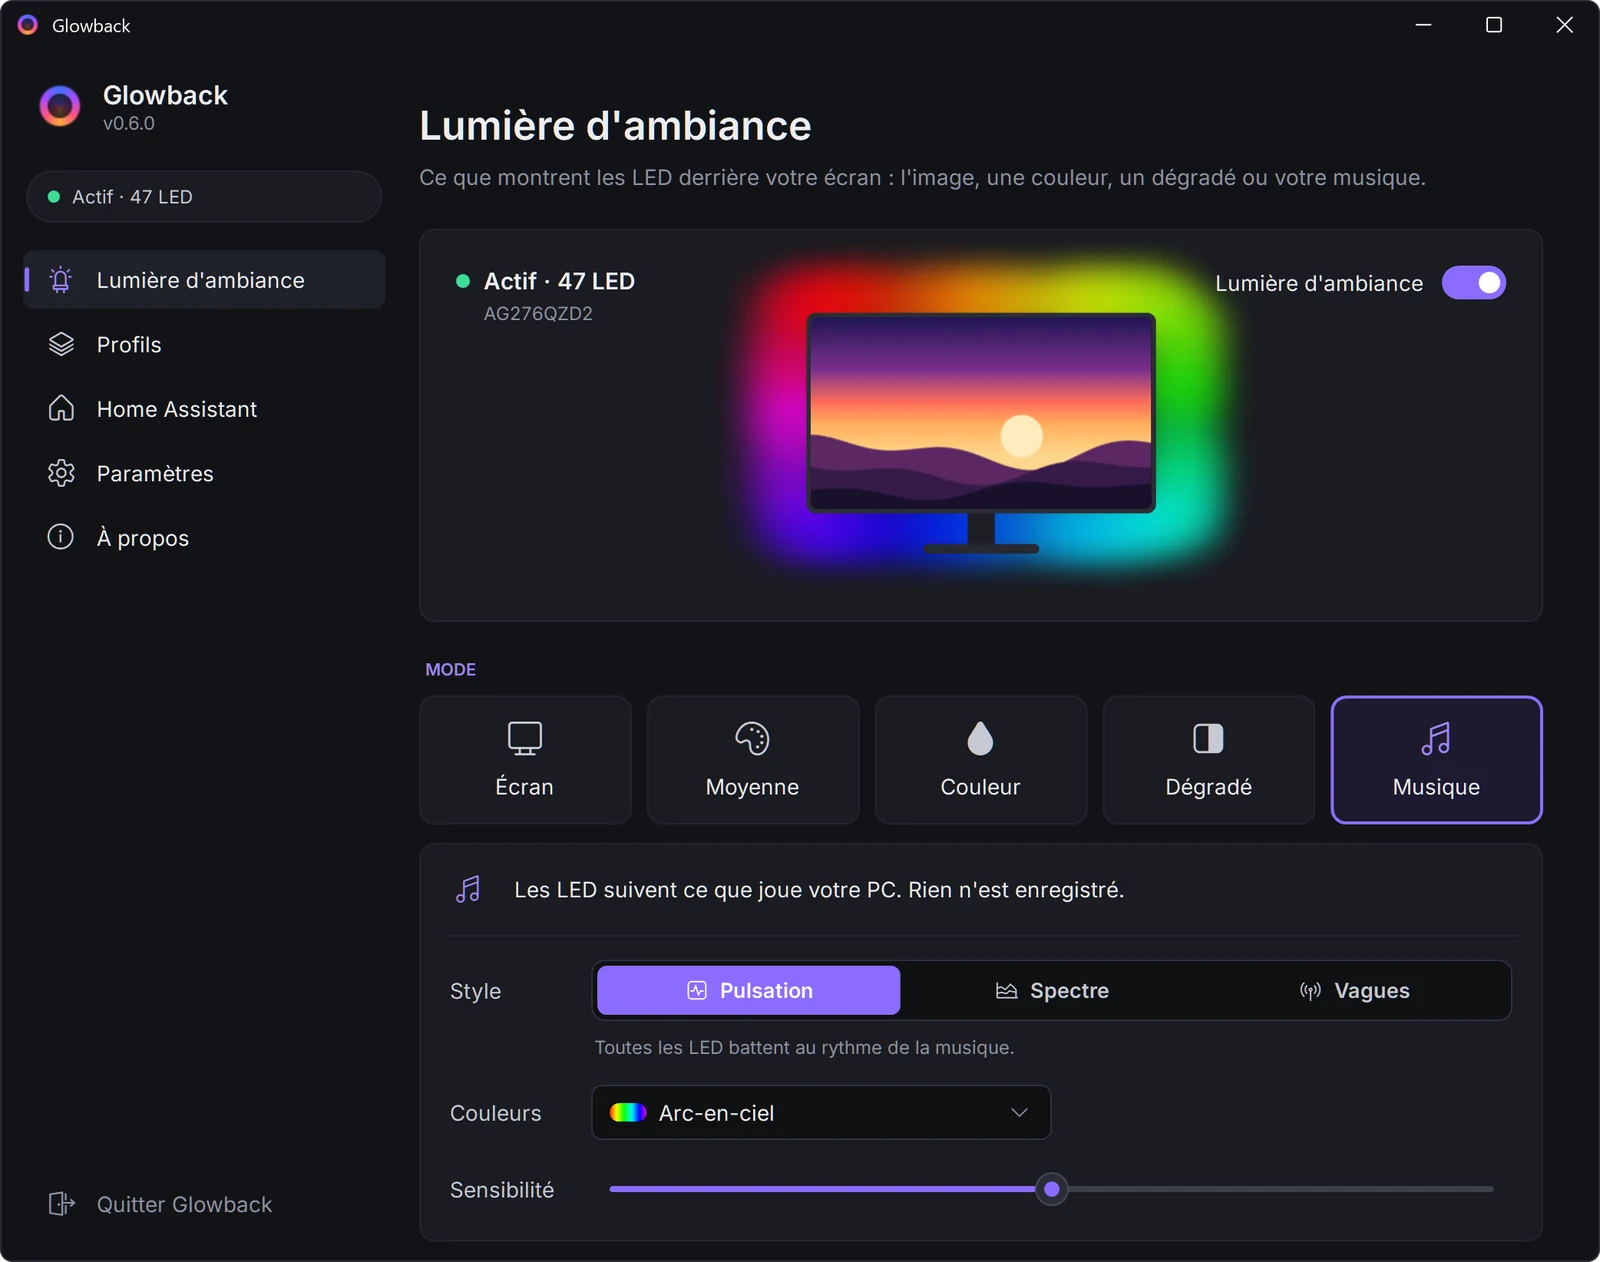 Glowback
Glowback
v0.6.0
Actif · 47 LED
Lumière d'ambiance
Profils
Home Assistant
Paramètres
À propos
Quitter Glowback
Lumière d'ambiance
Ce que montrent les LED derrière votre écran : l'image, une couleur, un dégradé ou votre musique.
Actif · 47 LED
AG276QZD2
Lumière d'ambiance
MODE
Écran
Moyenne
Couleur
Dégradé
Musique
Les LED suivent ce que joue votre PC. Rien n'est enregistré.
Style
Pulsation
Spectre
Vagues
Toutes les LED battent au rythme de la musique.
Couleurs
Arc-en-ciel
Sensibilité